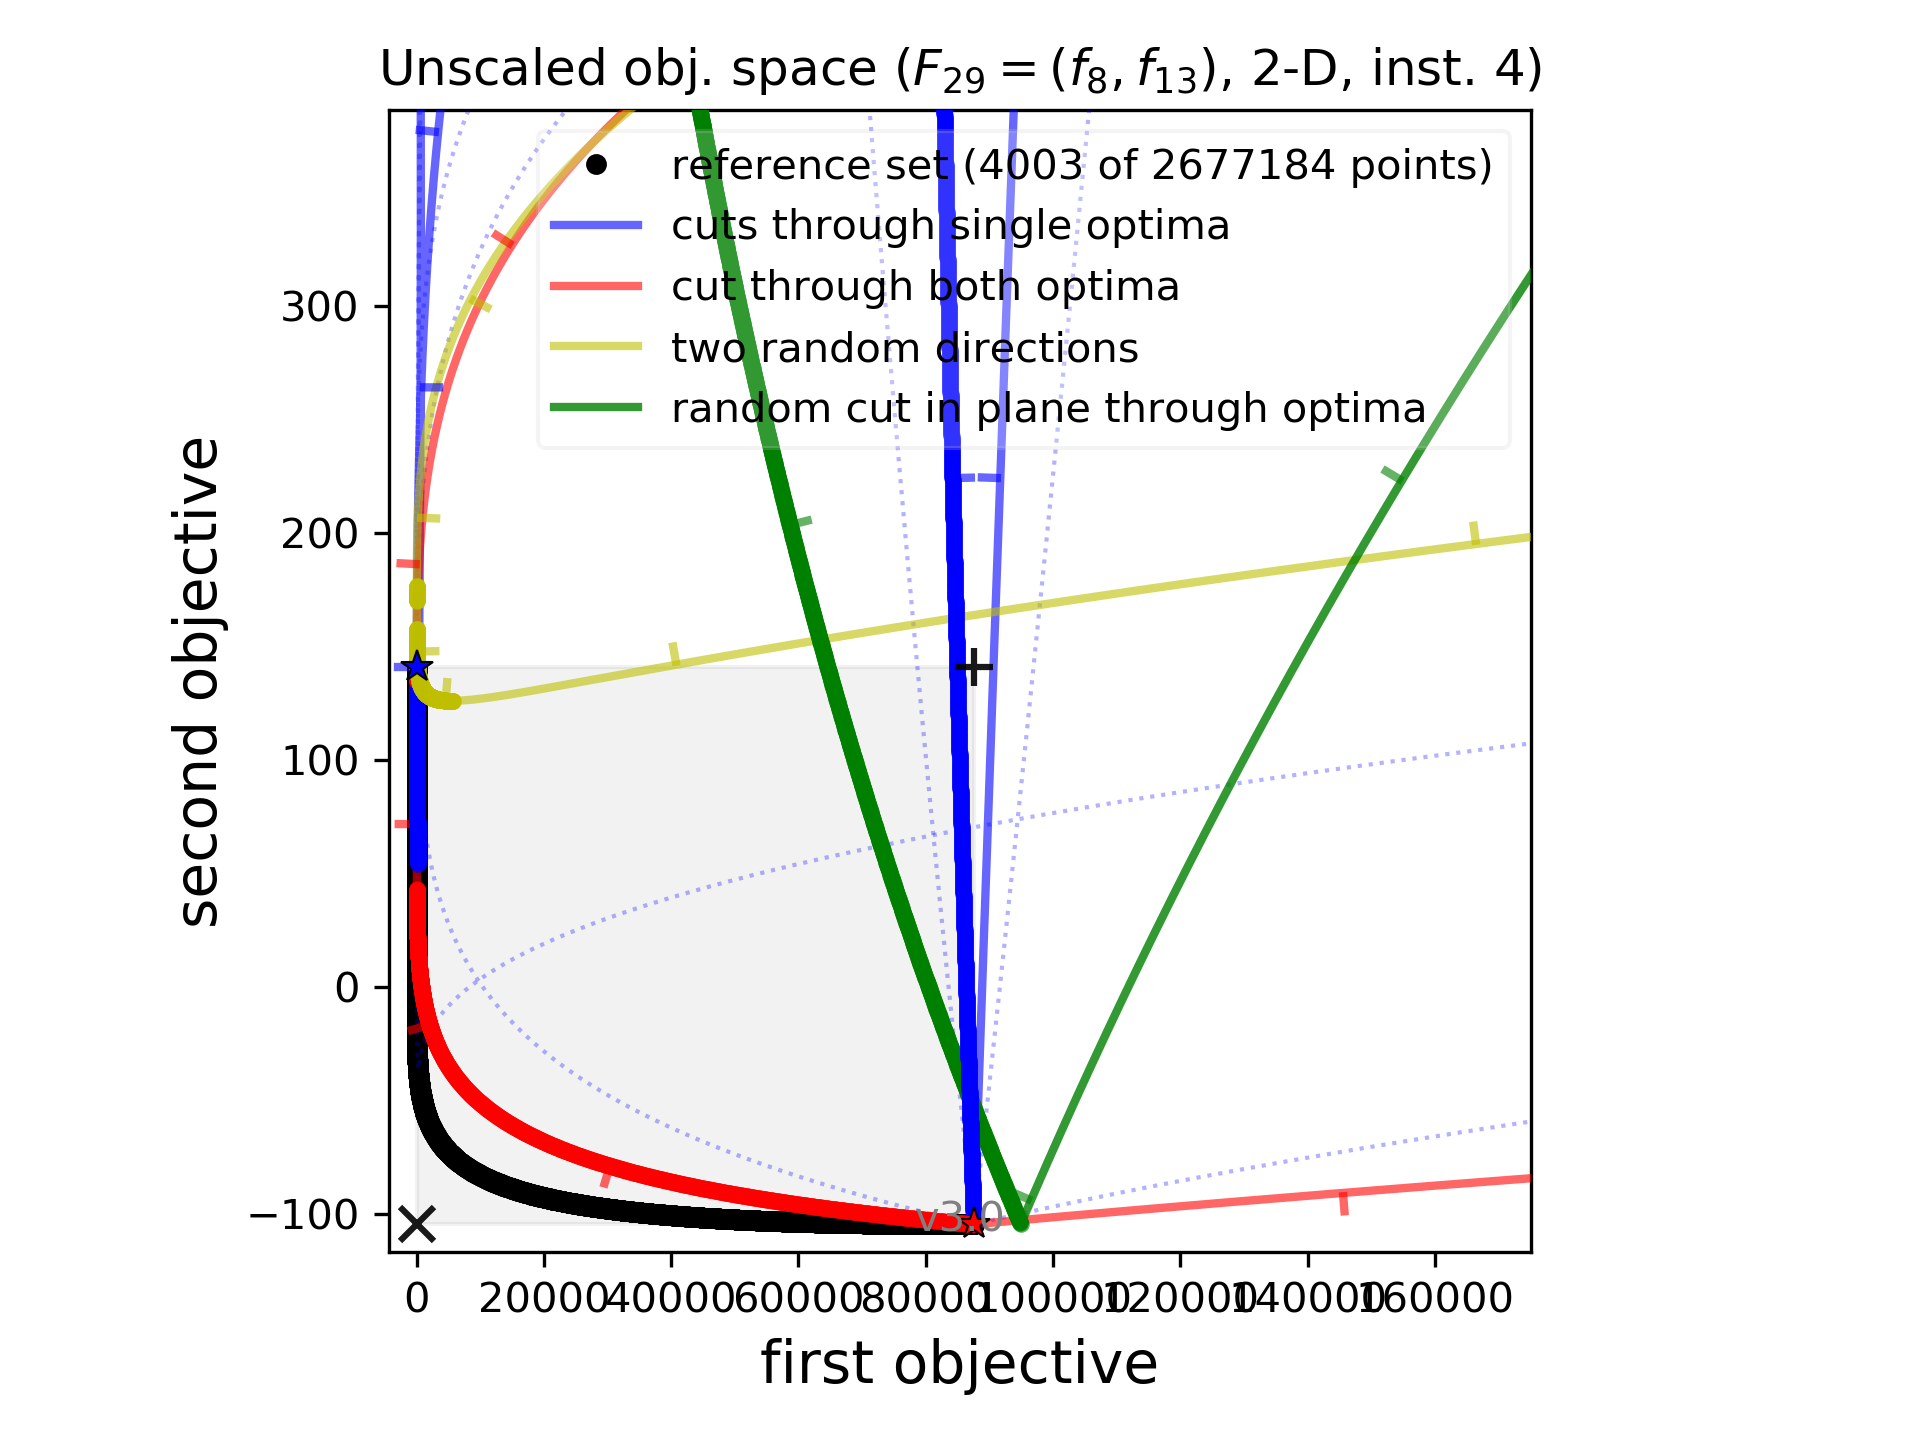 Unscaled obj. space (F29 = (f8, f13), 2-D, inst. 4)
reference set (4003 of 2677184 points)
cuts through single optima
cut through both optima
two random directions
random cut in plane through optima
300
200
100
0
−100
second objective
v3.0
0 20000 40000 60000 80000 100000 120000 140000 160000
first objective